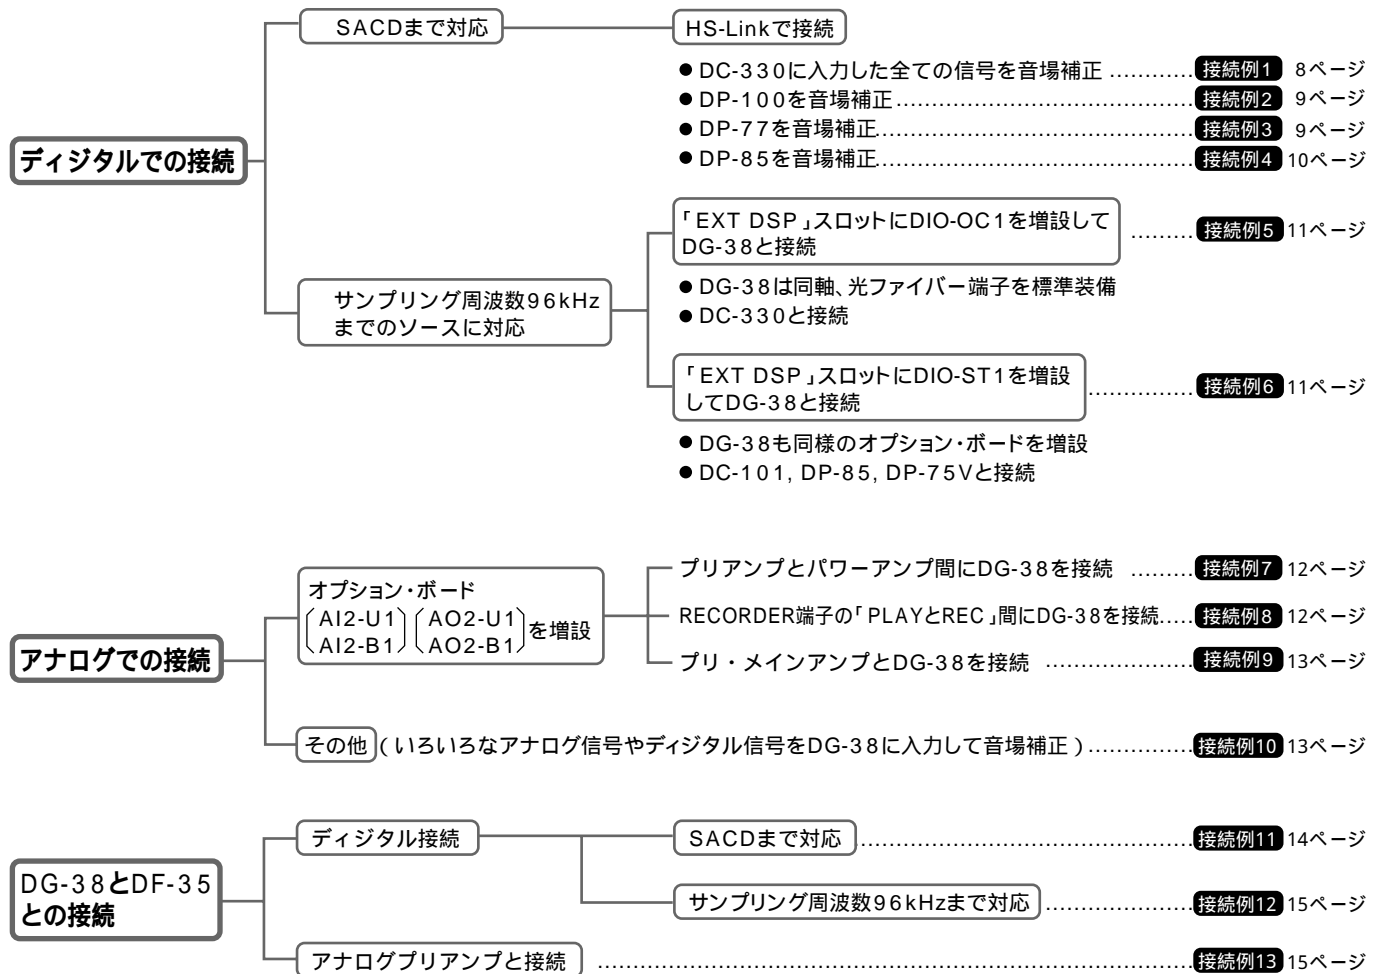 SACDまで対応
HS-Linkで接続
● DC-330に入力した全ての信号を音場補正 ............ 接続例1 8ページ
● DP-100を音場補正 ............ 接続例2 9ページ
● DP-77を音場補正 ............ 接続例3 9ページ
● DP-85を音場補正 ............ 接続例4 10ページ
ディジタルでの接続
「EXT DSP」スロットにDIO-OC1を増設して
DG-38と接続 ......... 接続例5 11ページ
● DG-38は同軸、光ファイバー端子を標準装備
● DC-330と接続
サンプリング周波数96kHz
までのソースに対応
「EXT DSP」スロットにDIO-ST1を増設
してDG-38と接続 ............... 接続例6 11ページ
● DG-38も同様のオプション・ボードを増設
● DC-101, DP-85, DP-75Vと接続
アナログでの接続
オプション・ボード
(AI2-U1) (AO2-U1)
(AI2-B1) (AO2-B1) を増設
プリアンプとパワーアンプ間にDG-38を接続 ......... 接続例7 12ページ
RECORDER端子の「PLAYとREC」間にDG-38を接続..... 接続例8 12ページ
プリ・メインアンプとDG-38を接続 ..................... 接続例9 13ページ
その他 (いろいろなアナログ信号やディジタル信号をDG-38に入力して音場補正) ............... 接続例10 13ページ
DG-38とDF-35
との接続
ディジタル接続
SACDまで対応 ............ 接続例11 14ページ
サンプリング周波数96kHzまで対応 ..................... 接続例12 15ページ
アナログプリアンプと接続 ............ 接続例13 15ページ